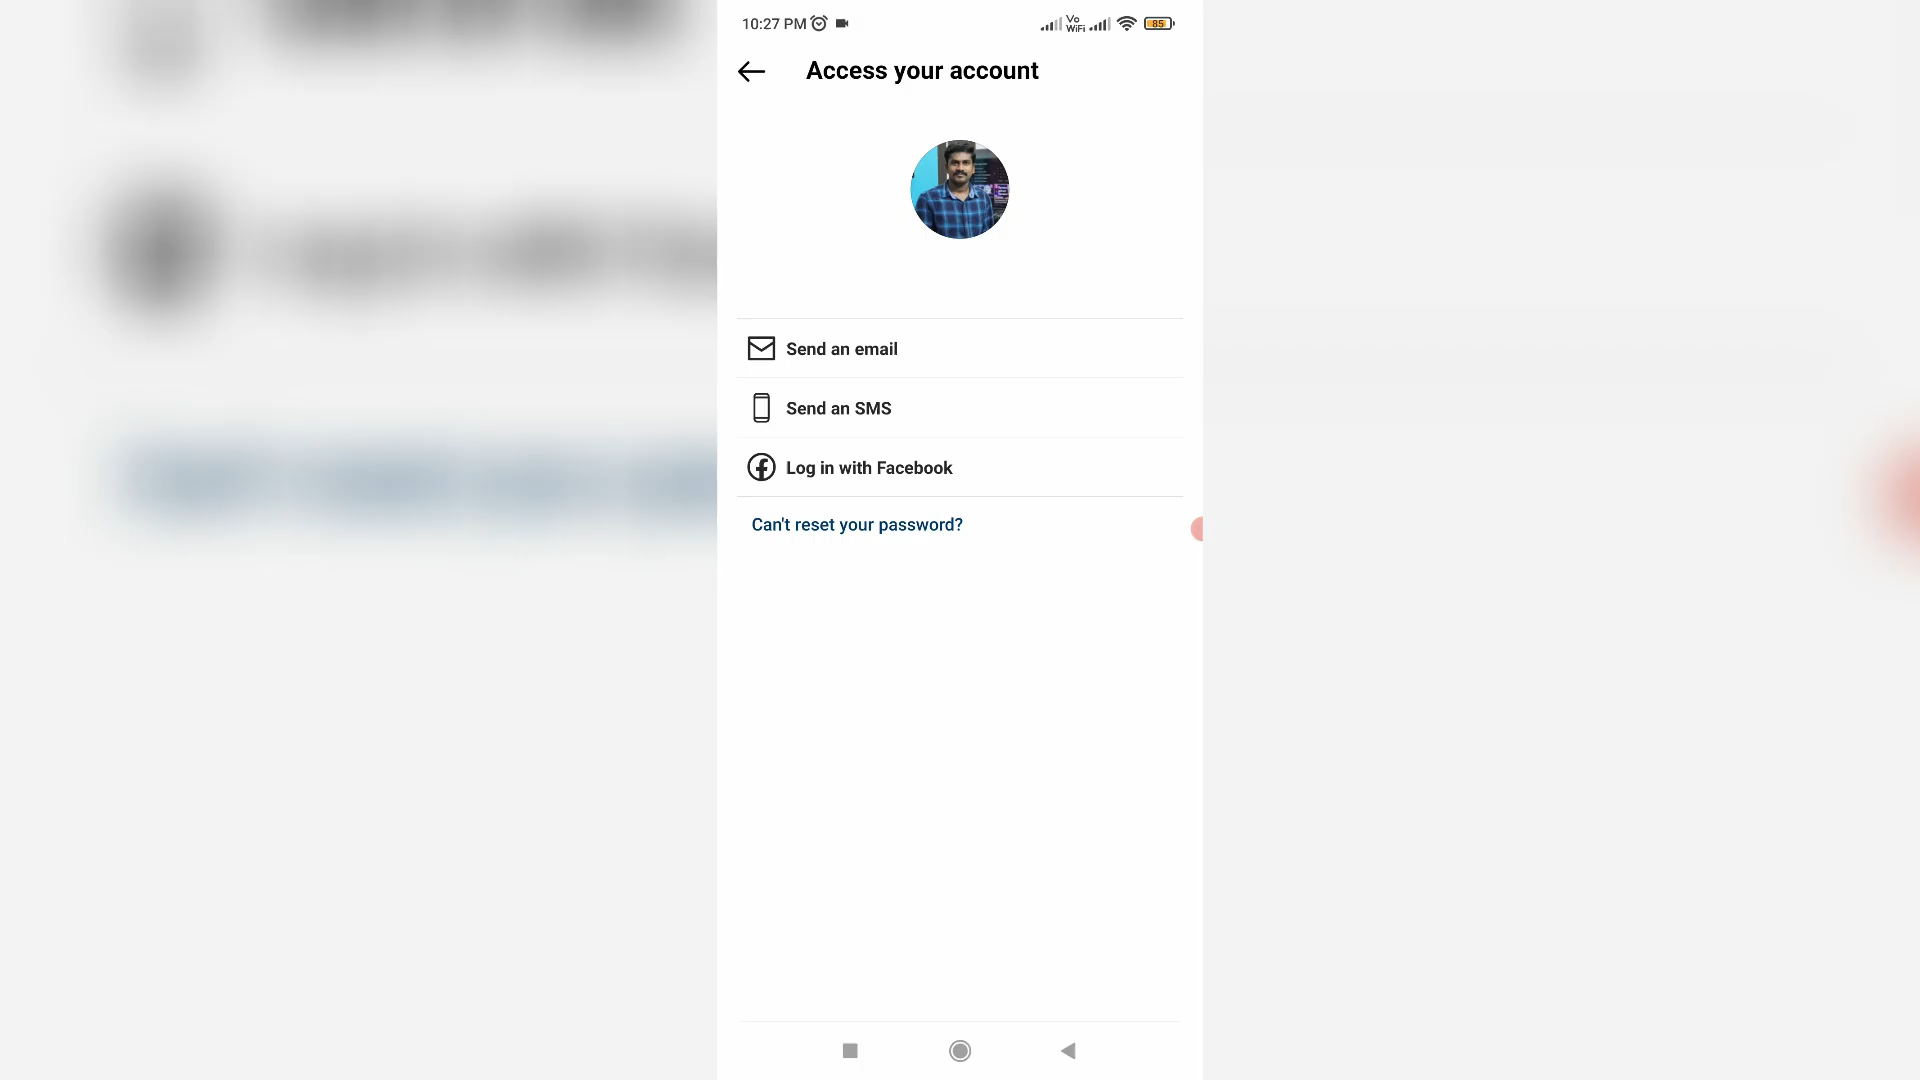 10:27 PM
Vo
WiFi
85
Access your account
Send an email
Send an SMS
Log in with Facebook
Can't reset your password?